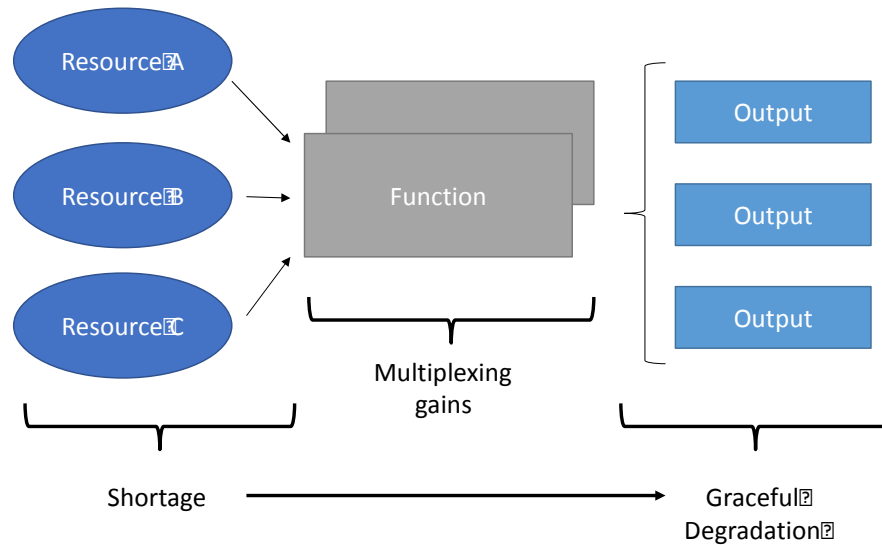 Resource A
Output
Resource B
Function
Output
Resource C
Output
Multiplexing
gains
Shortage
Graceful
Degradation